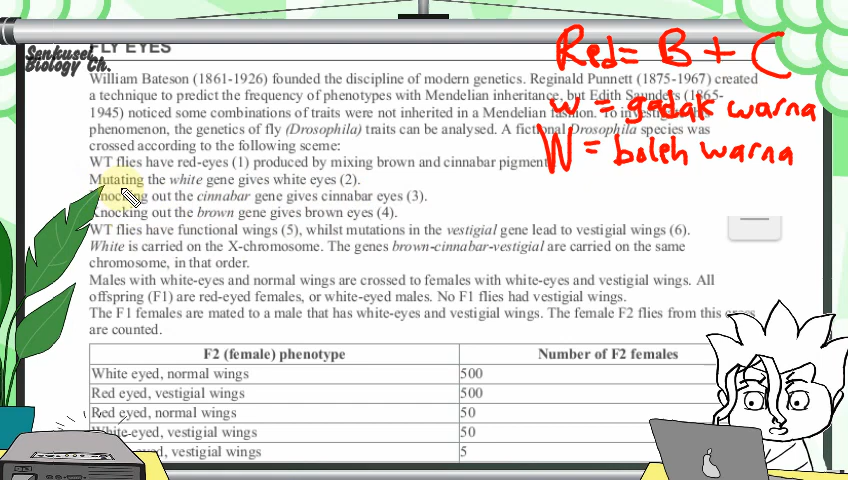 FLY EYES
Senkusei
Biology Ch.
Red = B + C
w = gadak warna
W = boleh warna
William Bateson (1861-1926) founded the discipline of modern genetics. Reginald Punnett (1875-1967) created
a technique to predict the frequency of phenotypes with Mendelian inheritance, but Edith Saunders (1865-
1945) noticed some combinations of traits were not inherited in a Mendelian fashion. To investigate
phenomenon, the genetics of fly (Drosophila) traits can be analysed. A fictional Drosophila species was
crossed according to the following sceme:
WT flies have red-eyes (1) produced by mixing brown and cinnabar pigment
Mutating the white gene gives white eyes (2).
Knocking out the cinnabar gene gives cinnabar eyes (3).
Knocking out the brown gene gives brown eyes (4).
WT flies have functional wings (5), whilst mutations in the vestigial gene lead to vestigial wings (6).
White is carried on the X-chromosome. The genes brown-cinnabar-vestigial are carried on the same
chromosome, in that order.
Males with white-eyes and normal wings are crossed to females with white-eyes and vestigial wings. All
offspring (F1) are red-eyed females, or white-eyed males. No F1 flies had vestigial wings.
The F1 females are mated to a male that has white-eyes and vestigial wings. The female F2 flies from this cross
are counted.
F2 (female) phenotype Number of F2 females
White eyed, normal wings 500
Red eyed, vestigial wings 500
Red eyed, normal wings 50
White-eyed, vestigial wings 50
vestigial wings 5